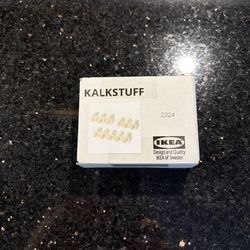 KALKSTUFF
2324
IKEA
Design and Quality
IKEA of Sweden